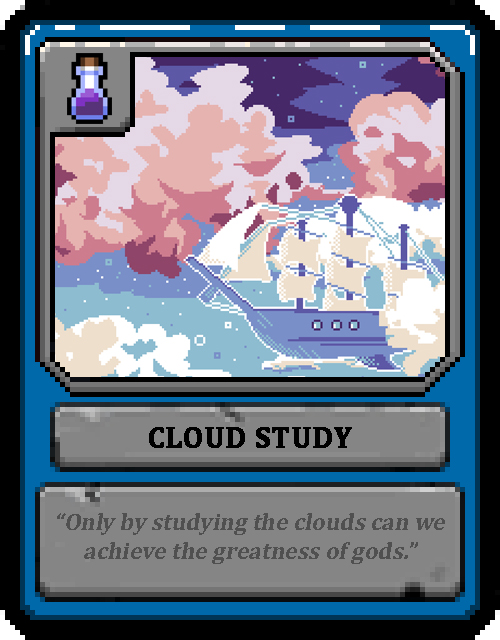 CLOUD STUDY
“Only by studying the clouds can we
achieve the greatness of gods.”